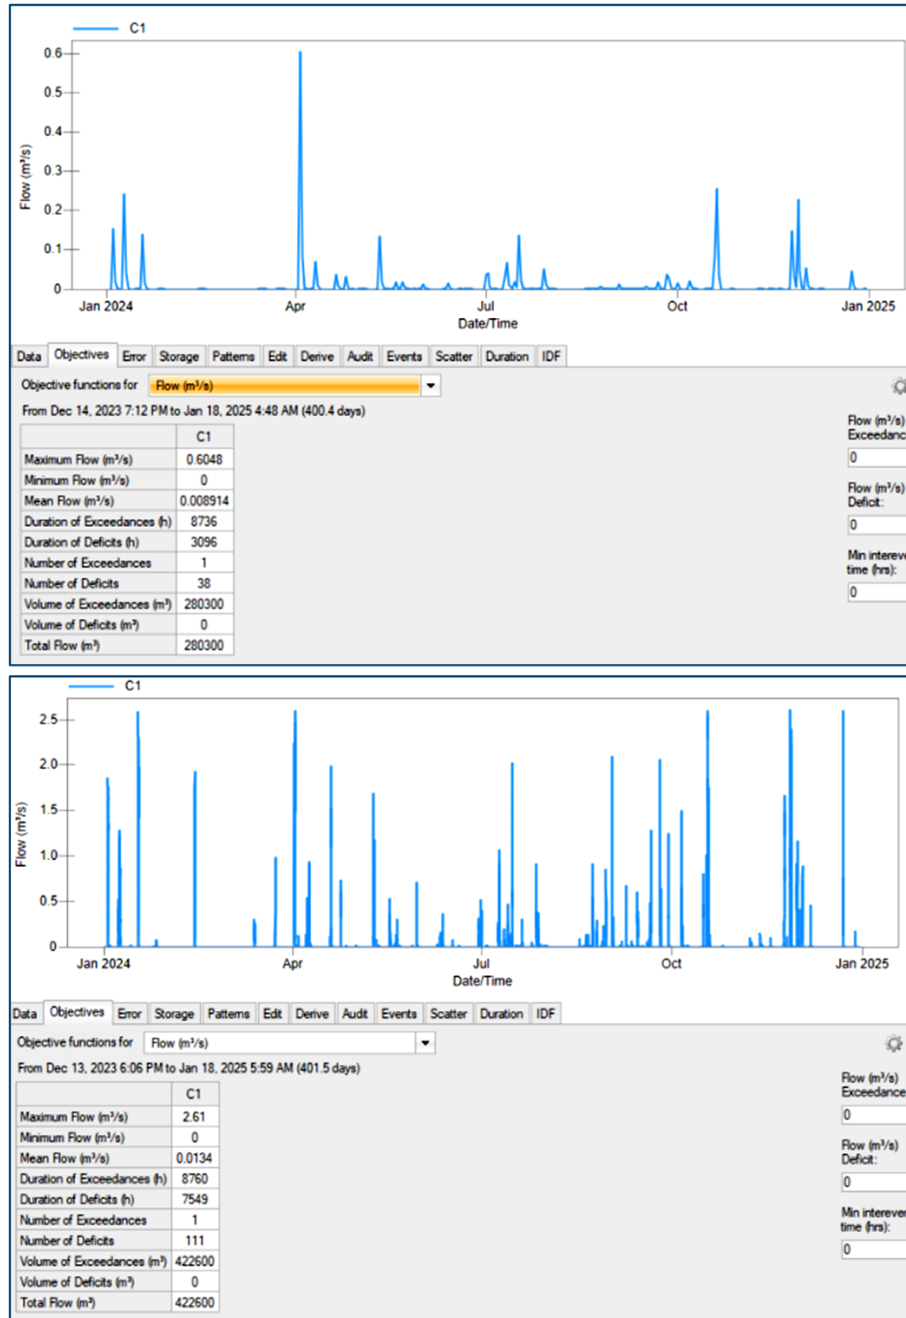 C1
0.6
0.5
0.4
0.3
0.2
0.1
0
Flow (m³/s)
Jan 2024 Apr Jul Oct Jan 2025
Date/Time
Data Objectives Error Storage Patterns Edit Derive Audit Events Scatter Duration IDF
Objective functions for Flow (m³/s)
From Dec 14, 2023 7:12 PM to Jan 18, 2025 4:48 AM (400.4 days)
C1
Maximum Flow (m³/s) 0.6048
Minimum Flow (m³/s) 0
Mean Flow (m³/s) 0.008914
Duration of Exceedances (h) 8736
Duration of Deficits (h) 3096
Number of Exceedances 1
Number of Deficits 38
Volume of Exceedances (m³) 280300
Volume of Deficits (m³) 0
Total Flow (m³) 280300
Flow (m³/s)
Exceedanc
0
Flow (m³/s)
Deficit:
0
Min intereve
time (hrs):
0
C1
2.5
2.0
1.5
1.0
0.5
0
Flow (m³/s)
Jan 2024 Apr Jul Oct Jan 2025
Date/Time
Data Objectives Error Storage Patterns Edit Derive Audit Events Scatter Duration IDF
Objective functions for Flow (m³/s)
From Dec 13, 2023 6:06 PM to Jan 18, 2025 5:59 AM (401.5 days)
C1
Maximum Flow (m³/s) 2.61
Minimum Flow (m³/s) 0
Mean Flow (m³/s) 0.0134
Duration of Exceedances (h) 8760
Duration of Deficits (h) 7549
Number of Exceedances 1
Number of Deficits 111
Volume of Exceedances (m³) 422600
Volume of Deficits (m³) 0
Total Flow (m³) 422600
Flow (m³/s)
Exceedance
0
Flow (m³/s)
Deficit:
0
Min interever
time (hrs):
0